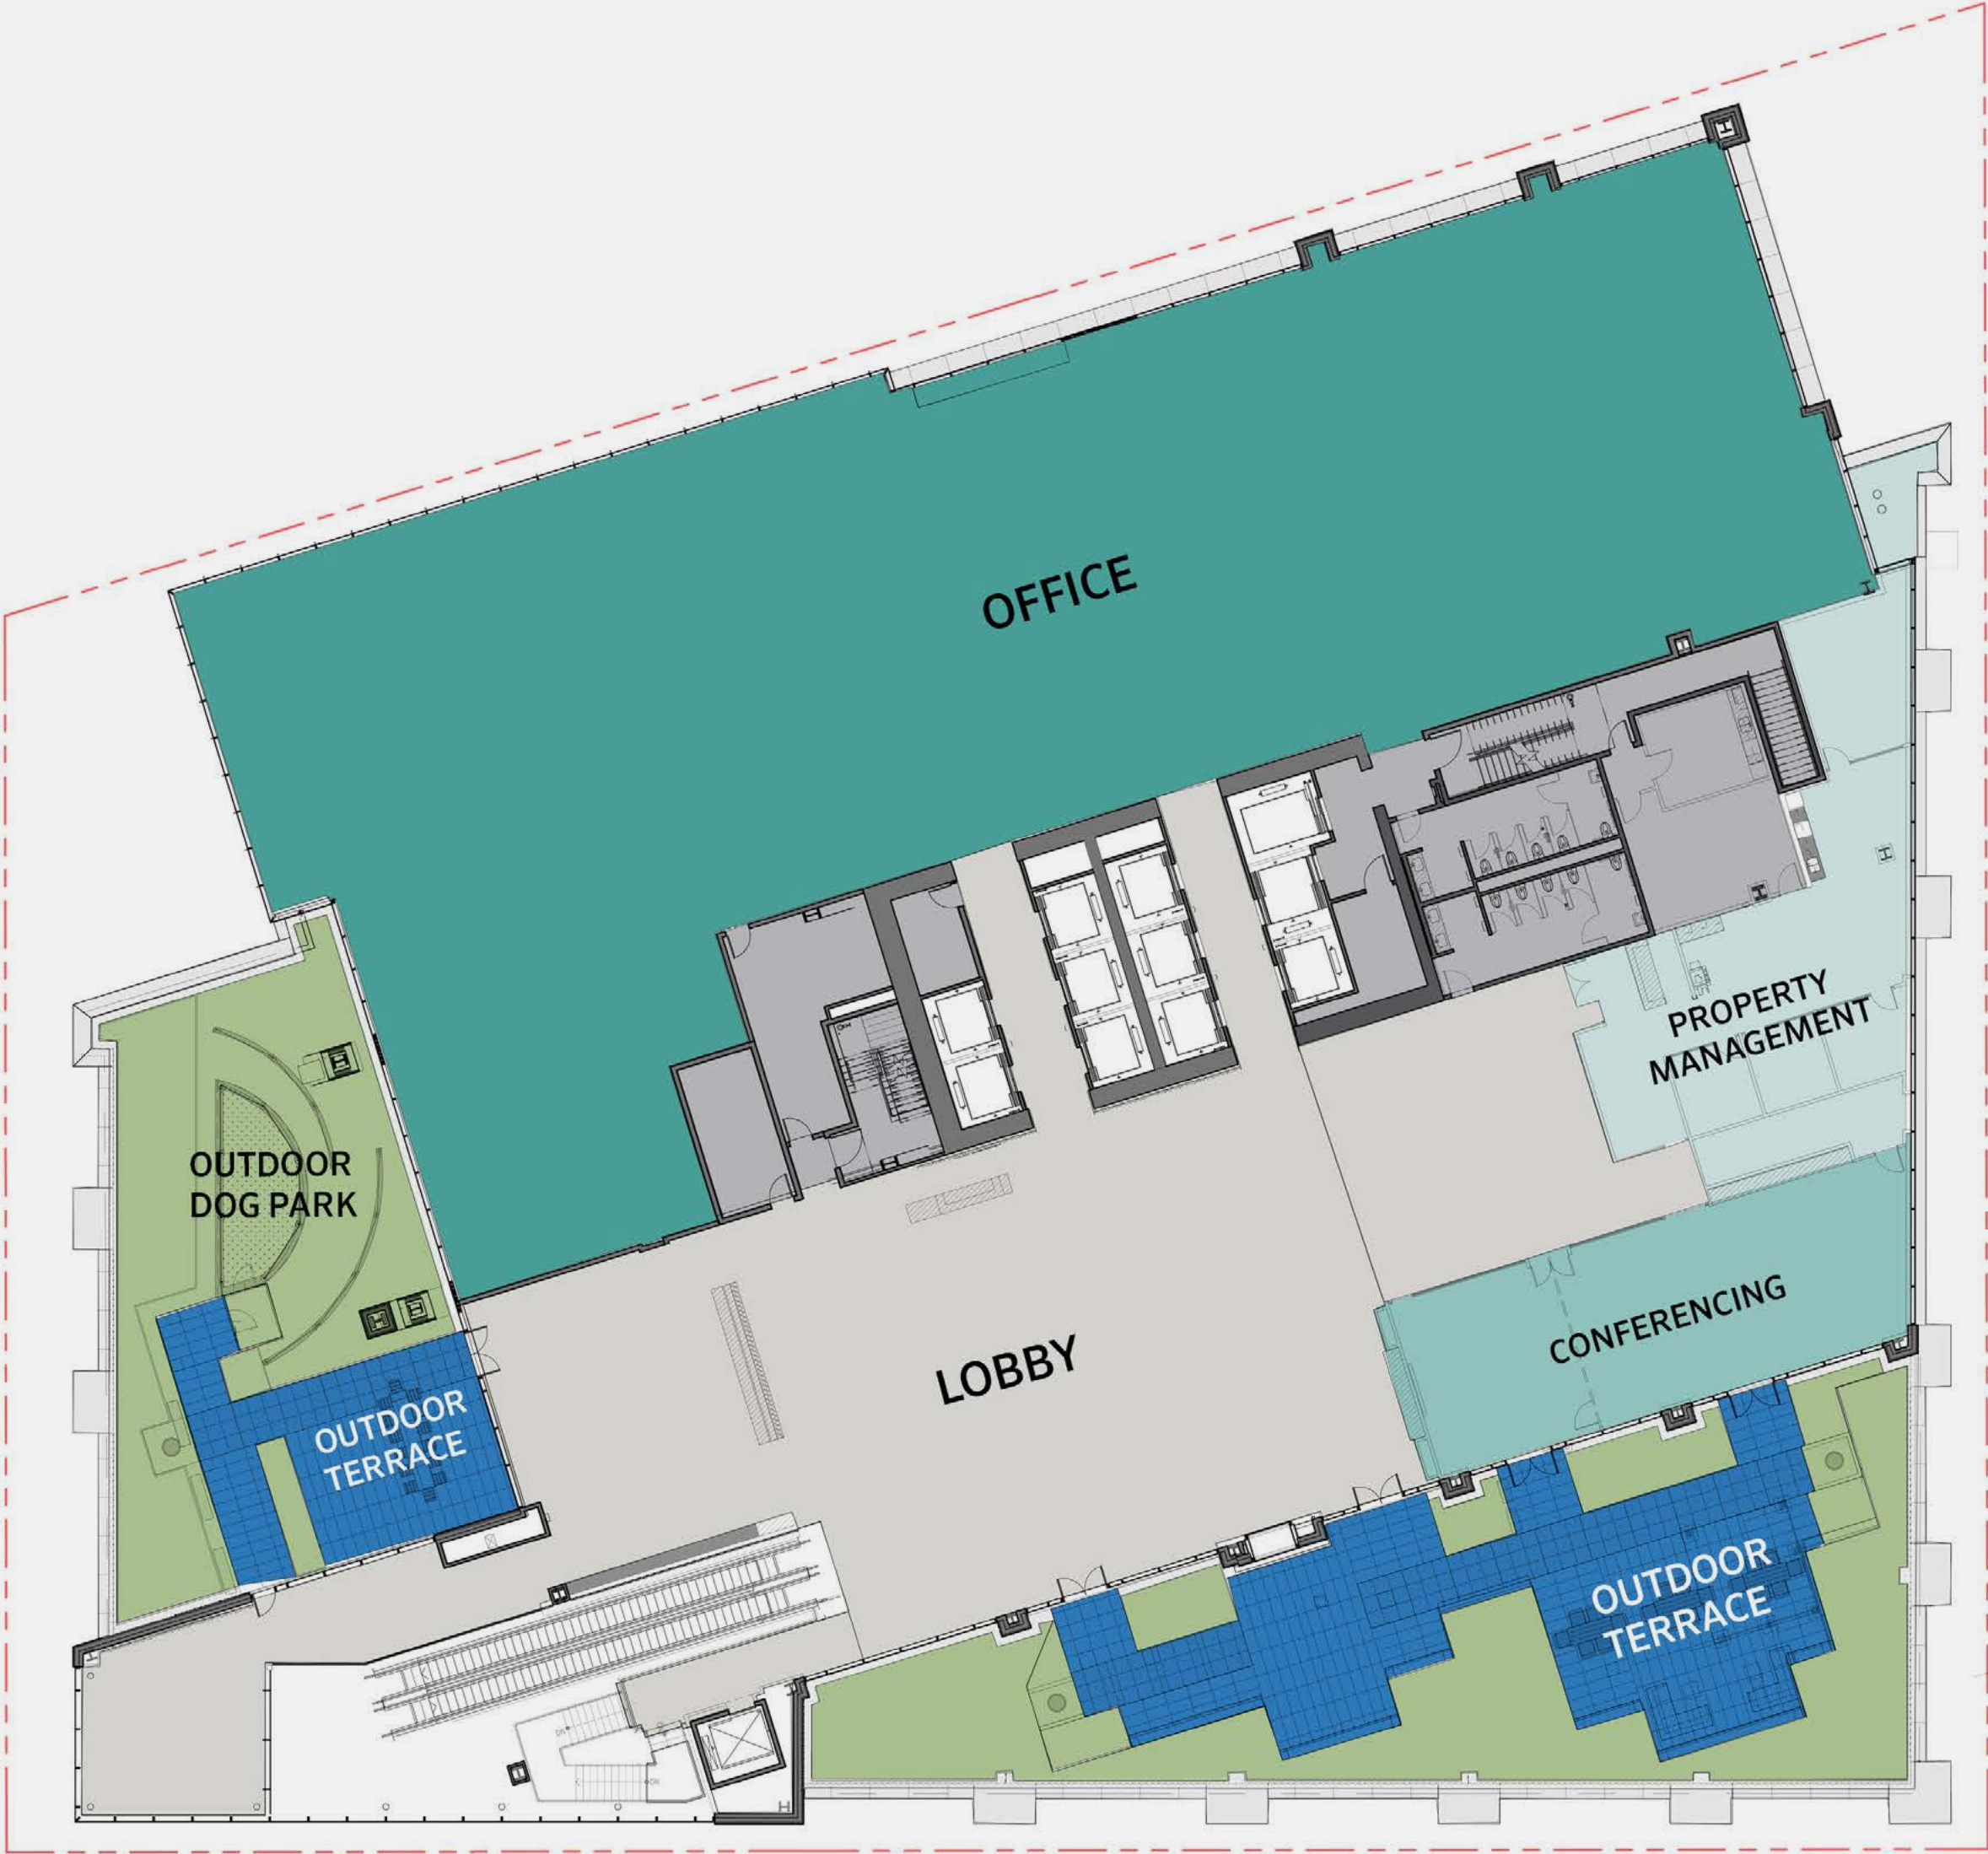 OFFICE
PROPERTY
MANAGEMENT
OUTDOOR
DOG PARK
CONFERENCING
LOBBY
OUTDOOR
TERRACE
OUTDOOR
TERRACE